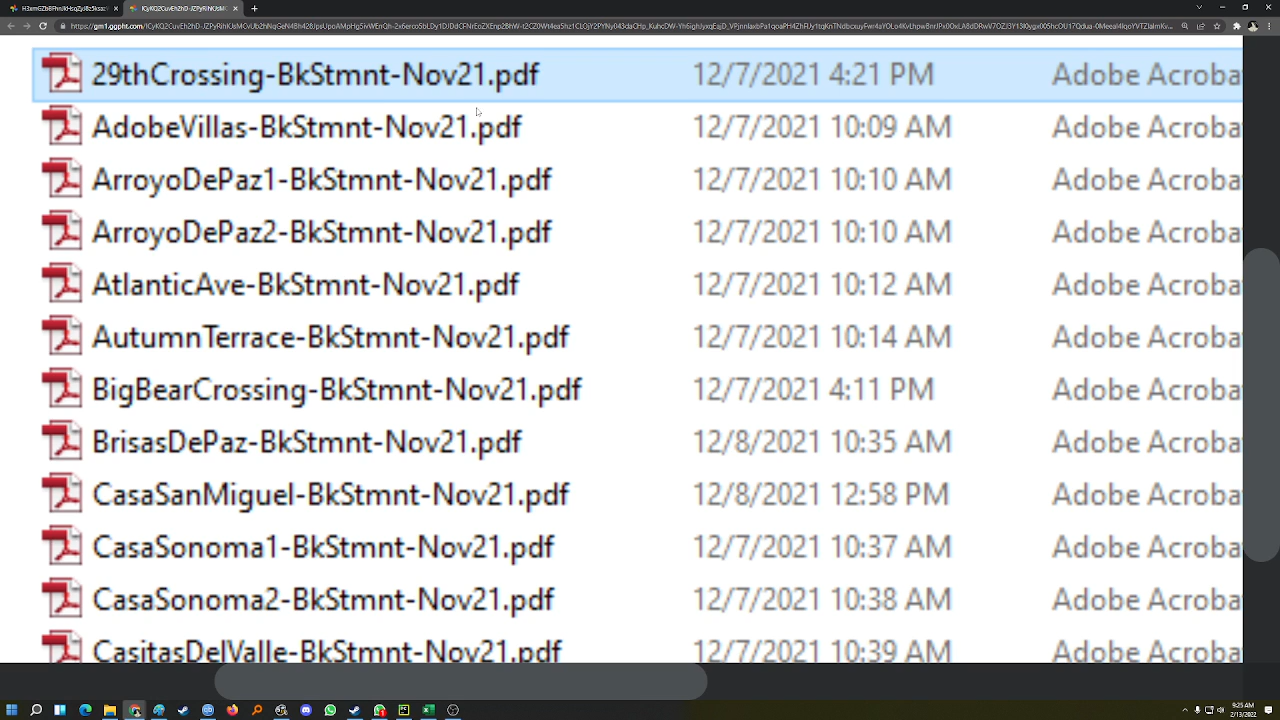 29thCrossing-BkStmnt-Nov21.pdf 12/7/2021 4:21 PM Adobe Acroba
AdobeVillas-BkStmnt-Nov21.pdf 12/7/2021 10:09 AM Adobe Acroba
ArroyoDePaz1-BkStmnt-Nov21.pdf 12/7/2021 10:10 AM Adobe Acroba
ArroyoDePaz2-BkStmnt-Nov21.pdf 12/7/2021 10:10 AM Adobe Acroba
AtlanticAve-BkStmnt-Nov21.pdf 12/7/2021 10:12 AM Adobe Acroba
AutumnTerrace-BkStmnt-Nov21.pdf 12/7/2021 10:14 AM Adobe Acroba
BigBearCrossing-BkStmnt-Nov21.pdf 12/7/2021 4:11 PM Adobe Acroba
BrisasDePaz-BkStmnt-Nov21.pdf 12/8/2021 10:35 AM Adobe Acroba
CasaSanMiguel-BkStmnt-Nov21.pdf 12/8/2021 12:58 PM Adobe Acroba
CasaSonoma1-BkStmnt-Nov21.pdf 12/7/2021 10:37 AM Adobe Acroba
CasaSonoma2-BkStmnt-Nov21.pdf 12/7/2021 10:38 AM Adobe Acroba
CasitasDelValle-BkStmnt-Nov21.pdf 12/7/2021 10:39 AM Adobe Acroba
9:25 AM
2/13/2022